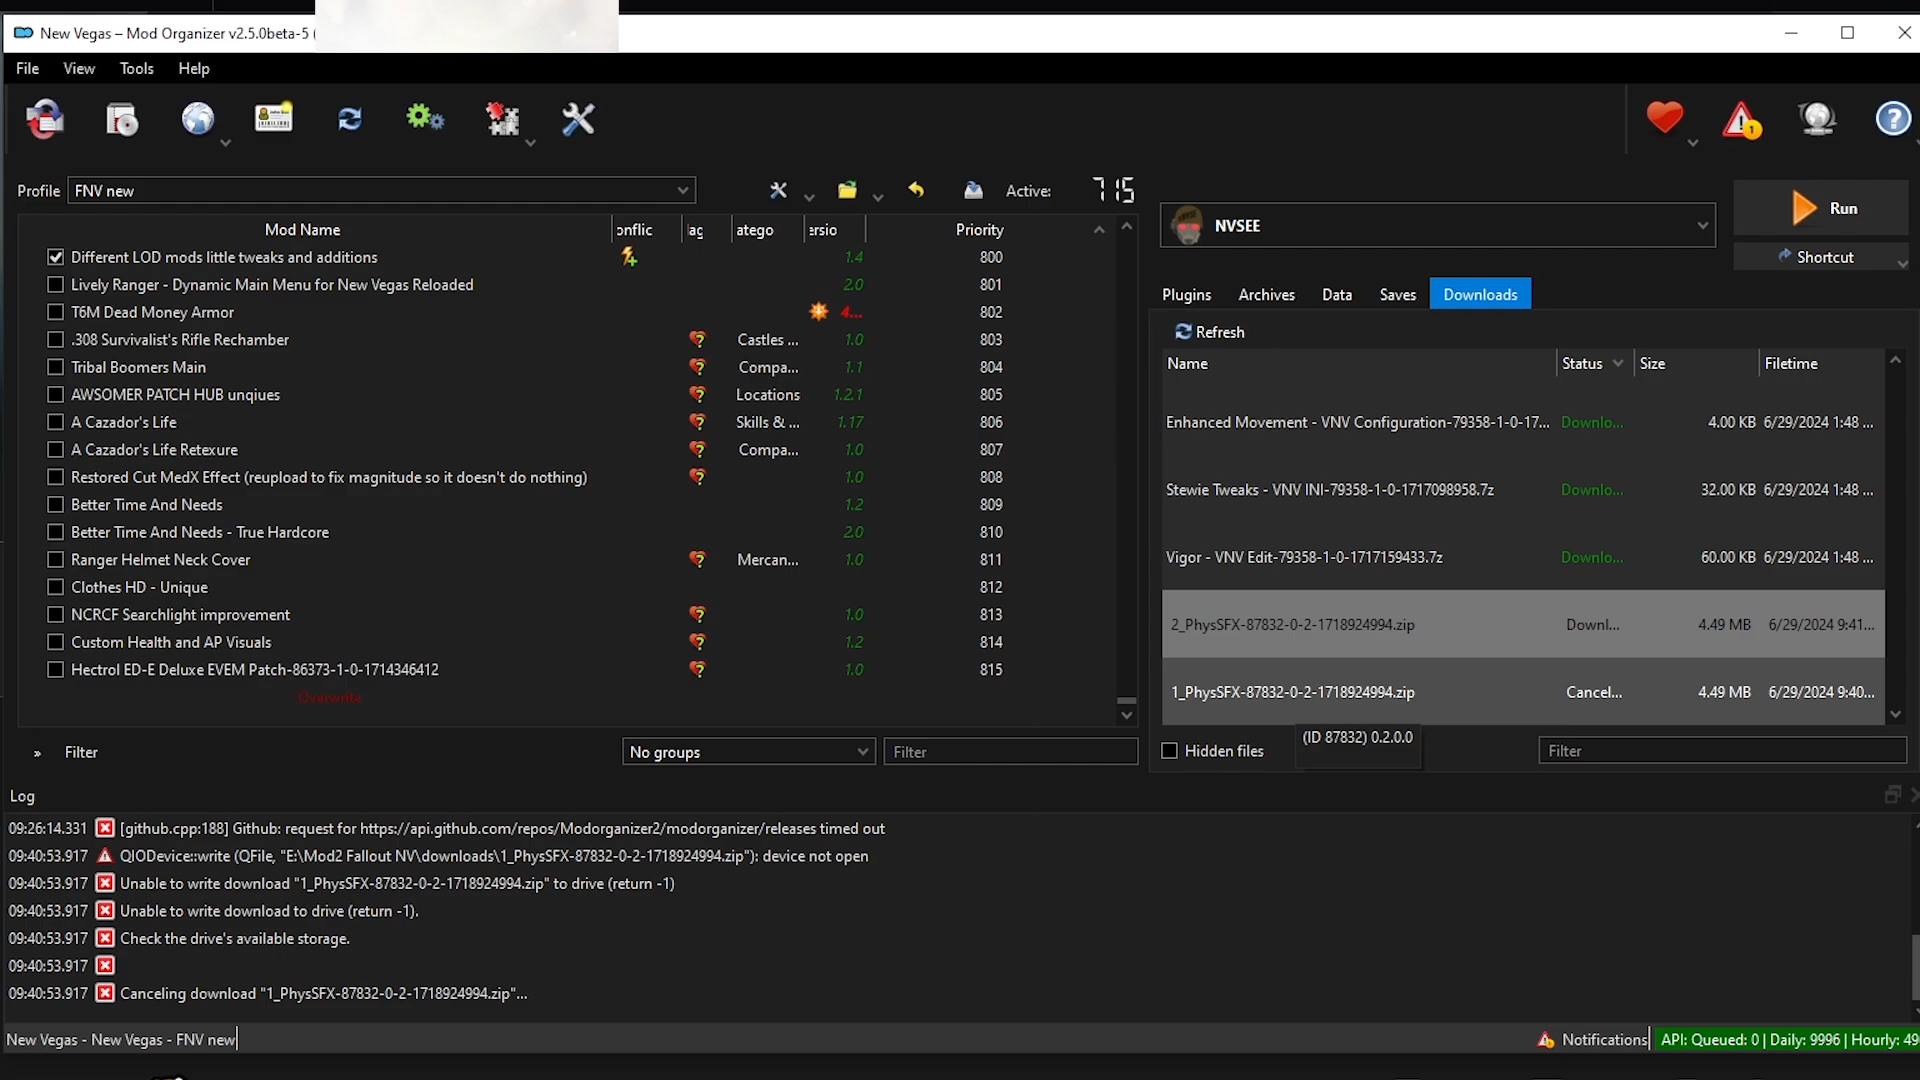 New Vegas – Mod Organizer v2.5.0beta-5 (
File View Tools Help
Profile FNV new Active: 715
Mod Name onflic lag atego ersio Priority
Different LOD mods little tweaks and additions 1.4 800
Lively Ranger - Dynamic Main Menu for New Vegas Reloaded 2.0 801
T6M Dead Money Armor 4... 802
.308 Survivalist's Rifle Rechamber Castles ... 1.0 803
Tribal Boomers Main Compa... 1.1 804
AWSOMER PATCH HUB unqiues Locations 1.2.1 805
A Cazador's Life Skills & ... 1.17 806
A Cazador's Life Retexure Compa... 1.0 807
Restored Cut MedX Effect (reupload to fix magnitude so it doesn't do nothing) 1.0 808
Better Time And Needs 1.2 809
Better Time And Needs - True Hardcore 2.0 810
Ranger Helmet Neck Cover Mercan... 1.0 811
Clothes HD - Unique 812
NCRCF Searchlight improvement 1.0 813
Custom Health and AP Visuals 1.2 814
Hectrol ED-E Deluxe EVEM Patch-86373-1-0-1714346412 1.0 815
Overwrite
» Filter No groups Filter
NVSEE
Run
Shortcut
Plugins Archives Data Saves Downloads
Refresh
Name Status Size Filetime
Enhanced Movement - VNV Configuration-79358-1-0-17... Downlo... 4.00 KB 6/29/2024 1:48 ...
Stewie Tweaks - VNV INI-79358-1-0-1717098958.7z Downlo... 32.00 KB 6/29/2024 1:48 ...
Vigor - VNV Edit-79358-1-0-1717159433.7z Downlo... 60.00 KB 6/29/2024 1:48 ...
2_PhysSFX-87832-0-2-1718924994.zip Downl... 4.49 MB 6/29/2024 9:41...
1_PhysSFX-87832-0-2-1718924994.zip Cancel... 4.49 MB 6/29/2024 9:40...
(ID 87832) 0.2.0.0
Hidden files Filter
Log
09:26:14.331 [github.cpp:188] Github: request for https://api.github.com/repos/Modorganizer2/modorganizer/releases timed out
09:40:53.917 QIODevice::write (QFile, "E:\Mod2 Fallout NV\downloads\1_PhysSFX-87832-0-2-1718924994.zip"): device not open
09:40:53.917 Unable to write download "1_PhysSFX-87832-0-2-1718924994.zip" to drive (return -1)
09:40:53.917 Unable to write download to drive (return -1).
09:40:53.917 Check the drive's available storage.
09:40:53.917
09:40:53.917 Canceling download "1_PhysSFX-87832-0-2-1718924994.zip"...
New Vegas - New Vegas - FNV new
Notifications API: Queued: 0 | Daily: 9996 | Hourly: 49